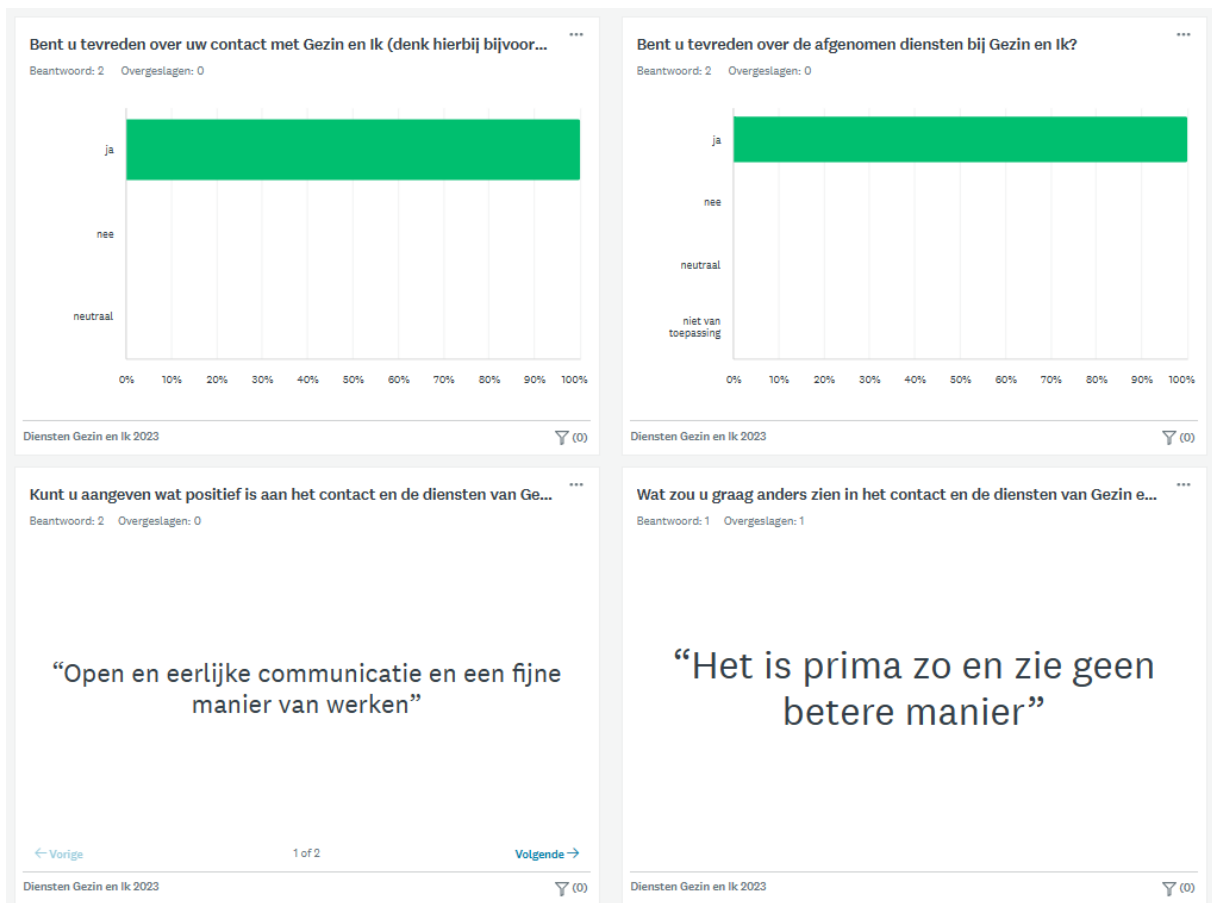 Bent u tevreden over uw contact met Gezin en Ik (denk hierbij bijvoor...
Beantwoord: 2 Overgeslagen: 0
ja
nee
neutraal
0% 10% 20% 30% 40% 50% 60% 70% 80% 90% 100%
Diensten Gezin en Ik 2023
(0)
Bent u tevreden over de afgenomen diensten bij Gezin en Ik?
Beantwoord: 2 Overgeslagen: 0
ja
nee
neutraal
niet van
toepassing
0% 10% 20% 30% 40% 50% 60% 70% 80% 90% 100%
Diensten Gezin en Ik 2023
(0)
Kunt u aangeven wat positief is aan het contact en de diensten van Ge...
Beantwoord: 2 Overgeslagen: 0
“Open en eerlijke communicatie en een fijne
manier van werken”
← Vorige
1 of 2
Volgende →
Diensten Gezin en Ik 2023
(0)
Wat zou u graag anders zien in het contact en de diensten van Gezin e...
Beantwoord: 1 Overgeslagen: 1
“Het is prima zo en zie geen
betere manier”
Diensten Gezin en Ik 2023
(0)